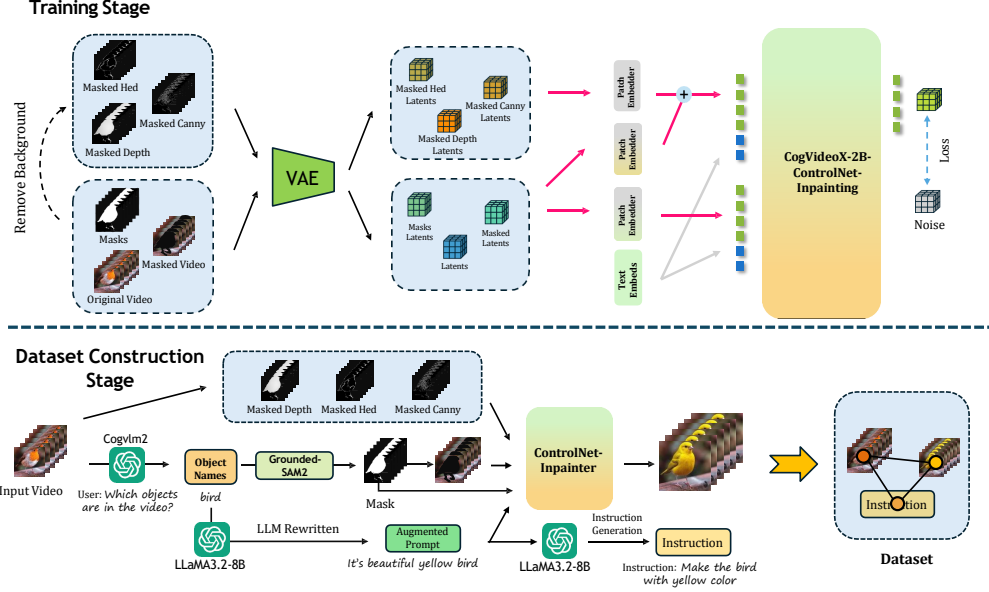 Training Stage
Remove Background
Masked Hed
Masked Canny
Masked Depth
Masks
Masked Video
Original Video
VAE
Masked Hed
Latents
Masked Canny
Latents
Masked Depth
Latents
Masks
Latents
Masked
Latents
Latents
Patch
Embedder
Patch
Embedder
Patch
Embedder
Text
Embeds
+
CogVideoX-2B-
ControlNet-
Inpainting
Loss
Noise
Dataset Construction
Stage
Masked Depth
Masked Hed
Masked Canny
Input Video
Cogvlm2
User: Which objects
are in the video?
Object
Names
bird
Grounded-
SAM2
Mask
LLaMA3.2-8B
LLM Rewritten
Augmented
Prompt
It's beautiful yellow bird
ControlNet-
Inpainter
LLaMA3.2-8B
Instruction
Generation
Instruction
Instruction: Make the bird
with yellow color
Instruction
Dataset